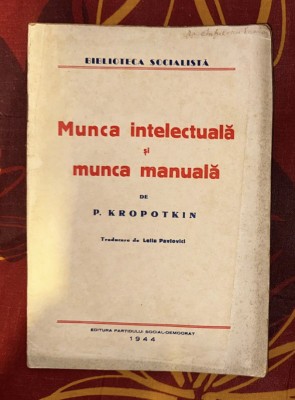 BIBLIOTECA SOCIALISTĂ
Munca intelectuală
și
munca manuală
DE
P. KROPOTKIN
Traducere de Lelia Pavlovici
EDITURA PARTIDULUI SOCIAL-DEMOCRAT
1944